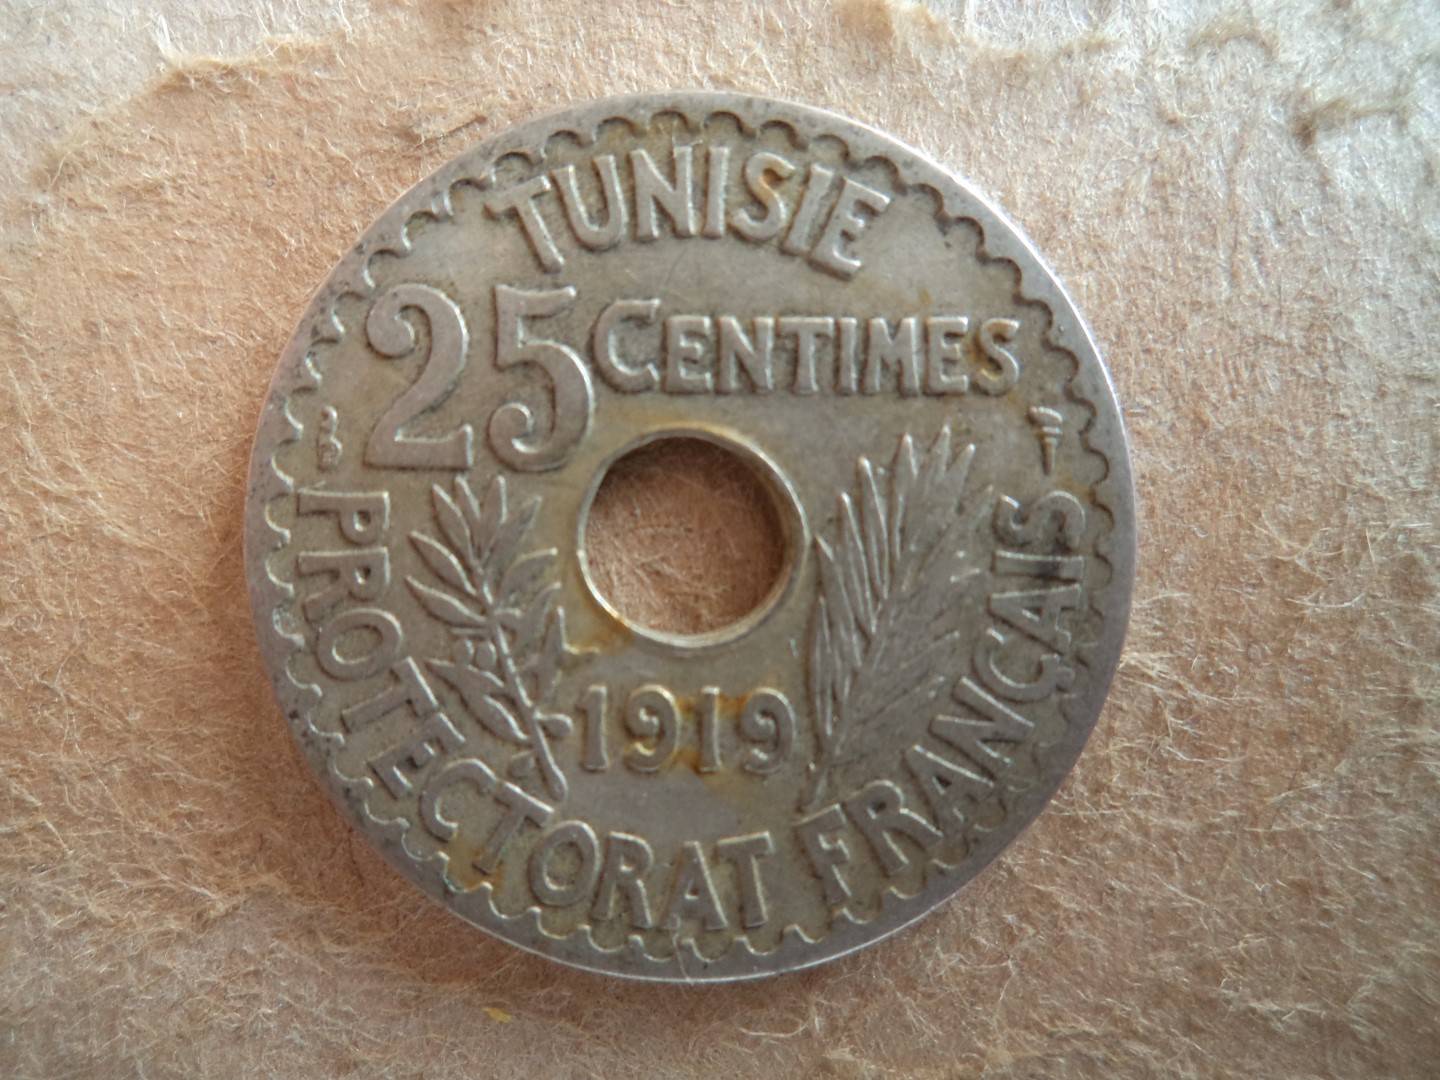 TUNISIE
25 CENTIMES
1919
PROTECTORAT FRANÇAIS